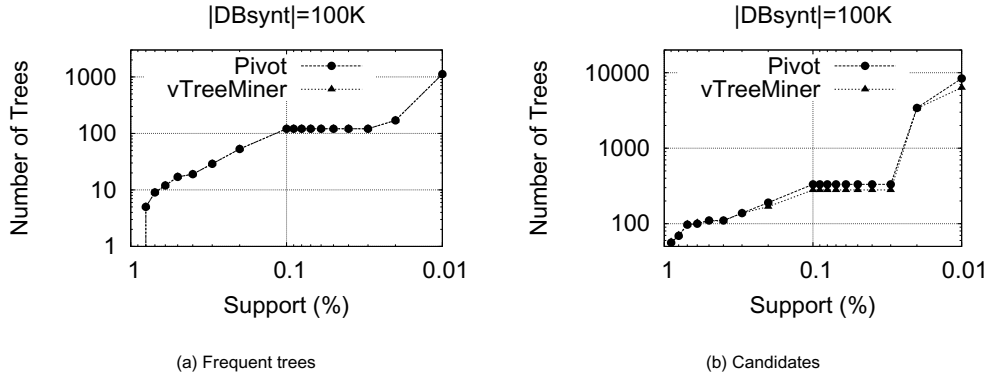 |DBsynt|=100K
Number of Trees
1000
100
10
1
Pivot
vTreeMiner
1
0.1
0.01
Support (%)
(a) Frequent trees
|DBsynt|=100K
Number of Trees
10000
1000
100
Pivot
vTreeMiner
1
0.1
0.01
Support (%)
(b) Candidates